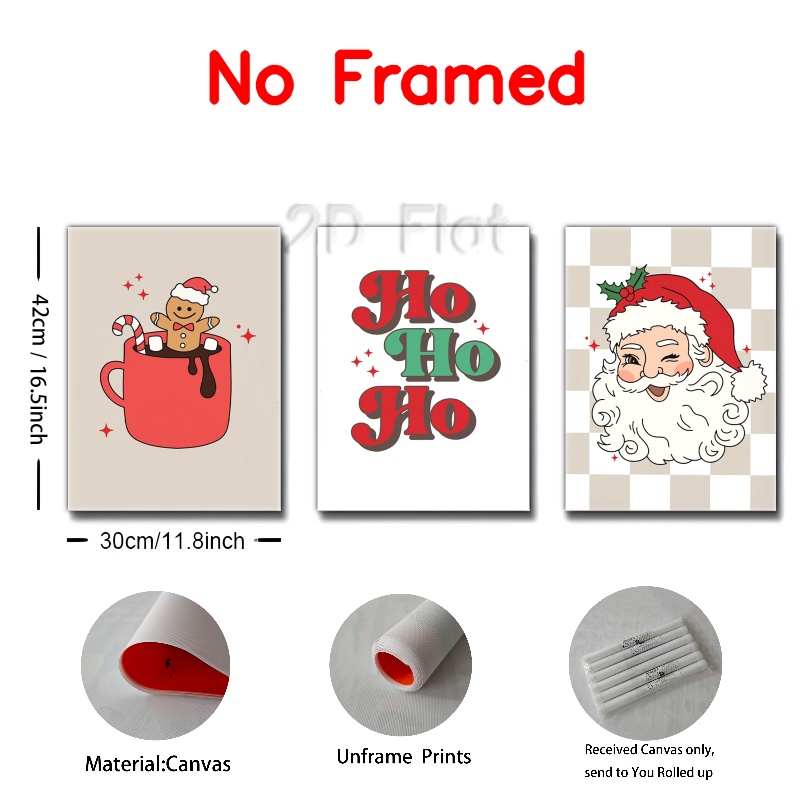 No Framed
2D Flat
42cm / 16.5inch
Ho
Ho
Ho
30cm/11.8inch
Material:Canvas
Unframe Prints
Received Canvas only,
send to You Rolled up